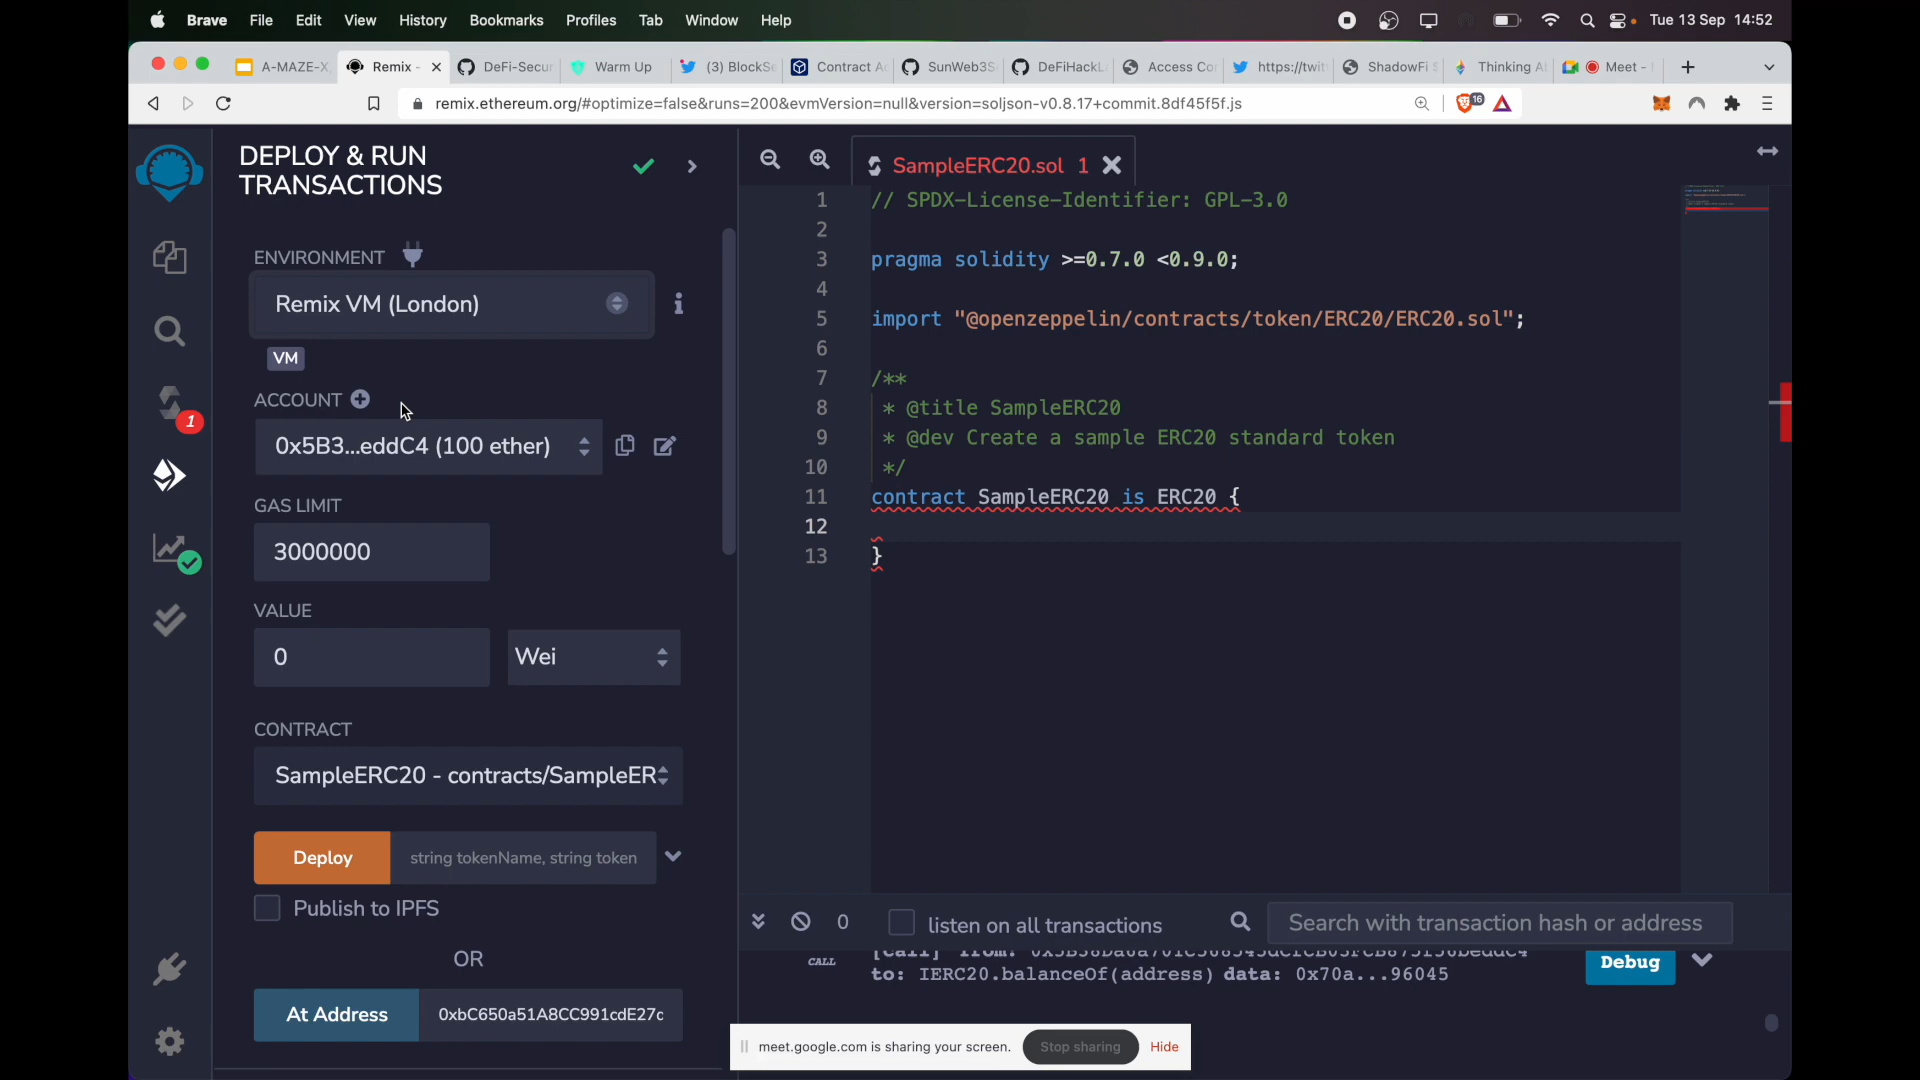 Brave File Edit View History Bookmarks Profiles Tab Window Help Tue 13 Sep 14:52
A-MAZE-X Remix - DeFi-Secur Warm Up (3) BlockSe Contract Ac SunWeb3S DeFiHackL Access Co https://twit ShadowFi S Thinking A Meet -
remix.ethereum.org/#optimize=false&runs=200&evmVersion=null&version=soljson-v0.8.17+commit.8df45f5f.js 16
DEPLOY & RUN
TRANSACTIONS
ENVIRONMENT
Remix VM (London)
VM
ACCOUNT
0x5B3...eddC4 (100 ether)
1
GAS LIMIT
3000000
VALUE
0 Wei
CONTRACT
SampleERC20 - contracts/SampleER
Deploy string tokenName, string token
Publish to IPFS
OR
At Address 0xbC650a51A8CC991cdE27c
SampleERC20.sol 1
1 // SPDX-License-Identifier: GPL-3.0
2
3 pragma solidity >=0.7.0 <0.9.0;
4
5 import "@openzeppelin/contracts/token/ERC20/ERC20.sol";
6
7 /**
8 * @title SampleERC20
9 * @dev Create a sample ERC20 standard token
10 */
11 contract SampleERC20 is ERC20 {
12
13 }
0 listen on all transactions Search with transaction hash or address
CALL [call] from:
to: IERC20.balanceOf(address) data: 0x70a...96045
Debug
meet.google.com is sharing your screen. Stop sharing Hide